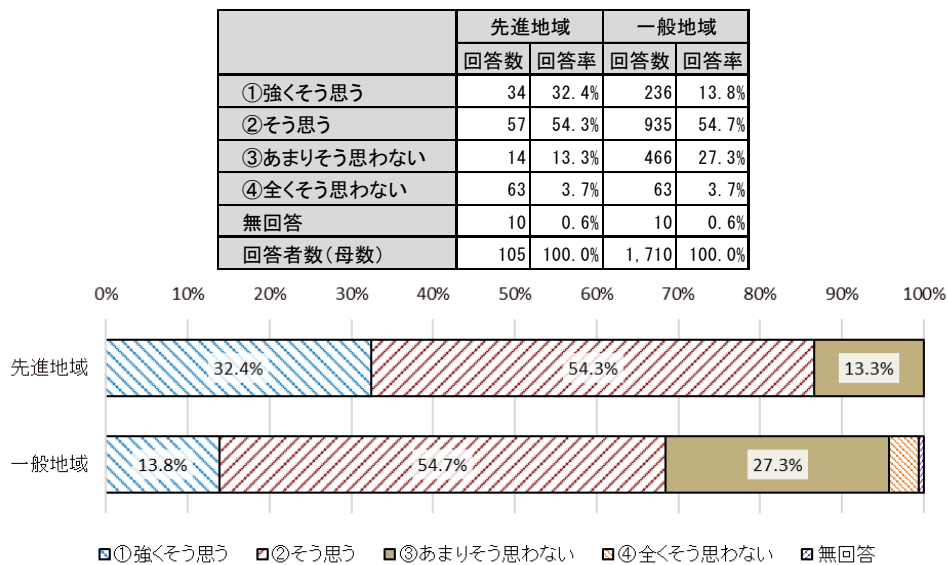 先進地域 一般地域
回答数 回答率 回答数 回答率
①強くそう思う 34 32.4% 236 13.8%
②そう思う 57 54.3% 935 54.7%
③あまりそう思わない 14 13.3% 466 27.3%
④全くそう思わない 63 3.7% 63 3.7%
無回答 10 0.6% 10 0.6%
回答者数(母数) 105 100.0% 1,710 100.0%
0% 10% 20% 30% 40% 50% 60% 70% 80% 90% 100%
先進地域 32.4% 54.3% 13.3%
一般地域 13.8% 54.7% 27.3%
①強くそう思う ②そう思う ③あまりそう思わない ④全くそう思わない 無回答